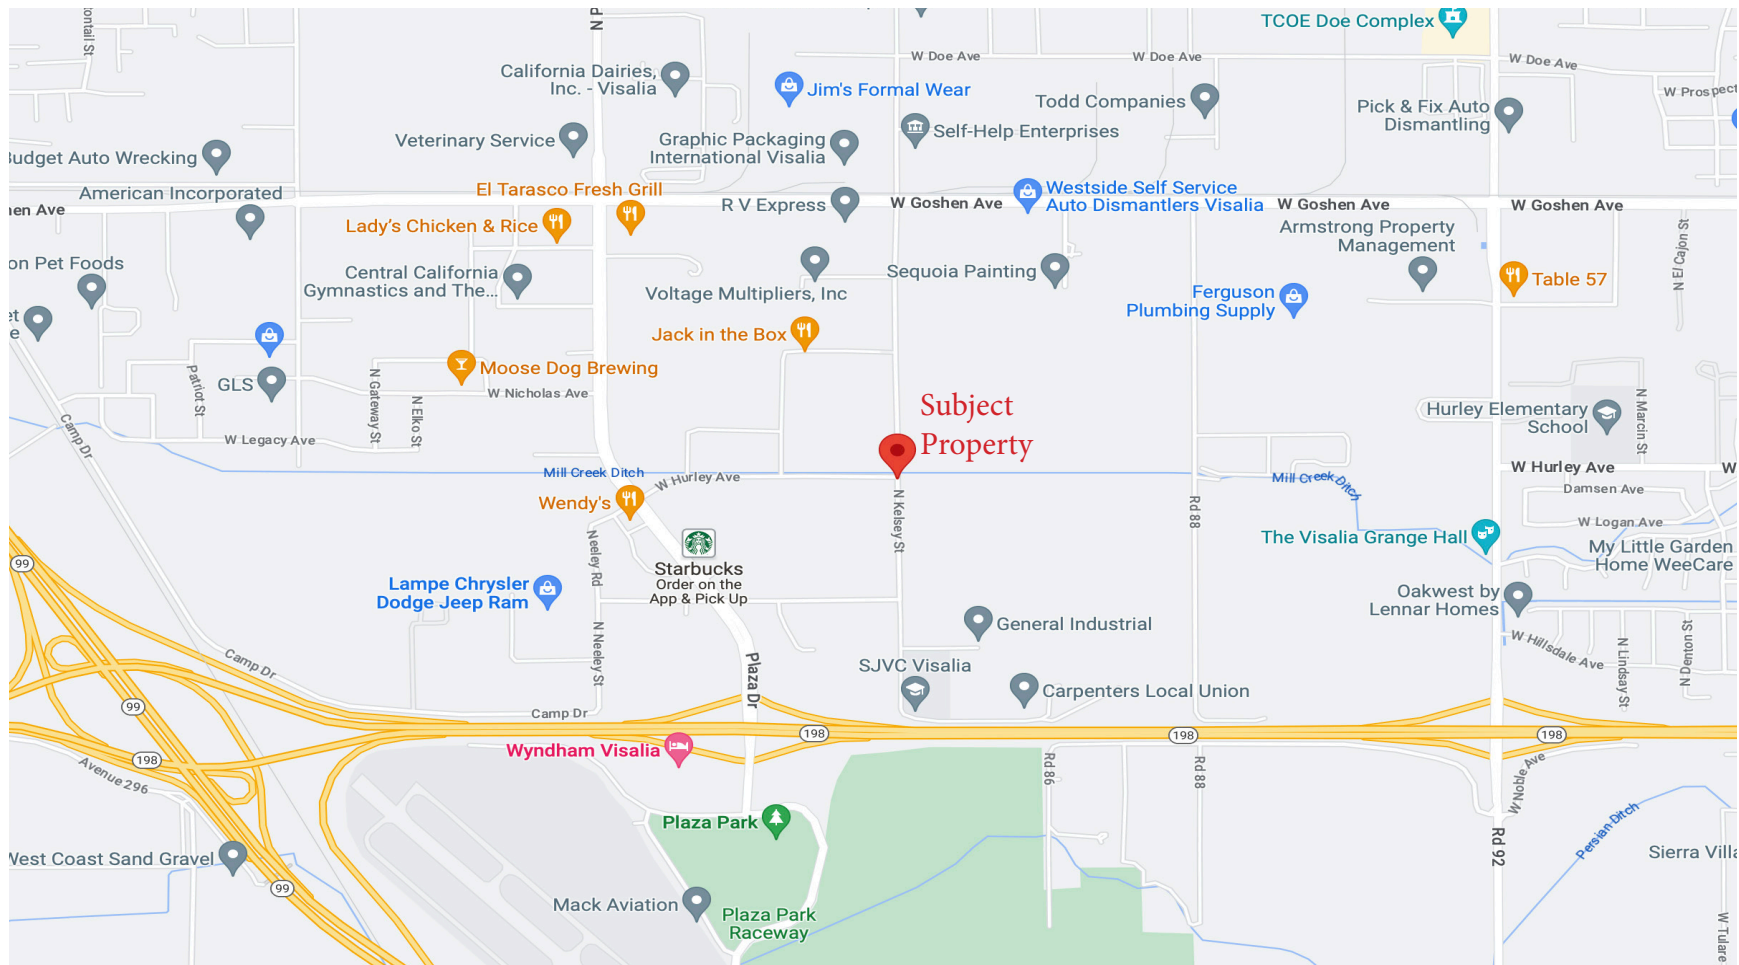 N P
TCOE Doe Complex
W Doe Ave
W Doe Ave
W Doe Ave
California Dairies,
Inc. - Visalia
Jim's Formal Wear
Todd Companies
Pick & Fix Auto
Dismantling
W Prospect
Veterinary Service
Graphic Packaging
International Visalia
Self-Help Enterprises
Budget Auto Wrecking
American Incorporated
El Tarasco Fresh Grill
Westside Self Service
Auto Dismantlers Visalia
R V Express
W Goshen Ave
W Goshen Ave
W Goshen Ave
hen Ave
Lady's Chicken & Rice
Armstrong Property
Management
N El Cajon St
on Pet Foods
Central California
Gymnastics and The...
Voltage Multipliers, Inc
Sequoia Painting
Ferguson
Plumbing Supply
Table 57
et
e
Jack in the Box
Moose Dog Brewing
GLS
Patriot St
N Gateway St
N Elko St
W Nicholas Ave
Subject
Property
Hurley Elementary
School
N Marcin St
Camp Dr
W Legacy Ave
Mill Creek Ditch
W Hurley Ave
Mill Creek Ditch
W Hurley Ave
W
Damsen Ave
Wendy's
N Kelsey St
Rd 88
W Logan Ave
The Visalia Grange Hall
My Little Garden
Home WeeCare
99
Neeley Rd
Starbucks
Order on the
App & Pick Up
Lampe Chrysler
Dodge Jeep Ram
Oakwest by
Lennar Homes
General Industrial
N Neeley St
W Hillsdale Ave
N Lindsay St
N Denton St
Camp Dr
Plaza Dr
SJVC Visalia
Carpenters Local Union
99
Camp Dr
198
198
198
Wyndham Visalia
198
Avenue 296
Rd 86
Rd 88
W Noble Ave
Plaza Park
Persian Ditch
Rd 92
West Coast Sand Gravel
Sierra Villa
99
Mack Aviation
Plaza Park
Raceway
W Tulare